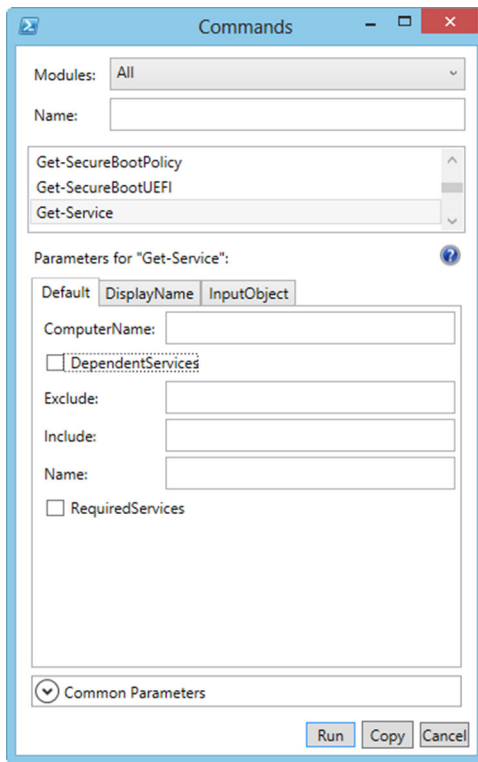 Commands
Modules: All
Name:
Get-SecureBootPolicy
Get-SecureBootUEFI
Get-Service
Parameters for "Get-Service":
Default DisplayName InputObject
ComputerName:
DependentServices
Exclude:
Include:
Name:
RequiredServices
Common Parameters
Run Copy Cancel